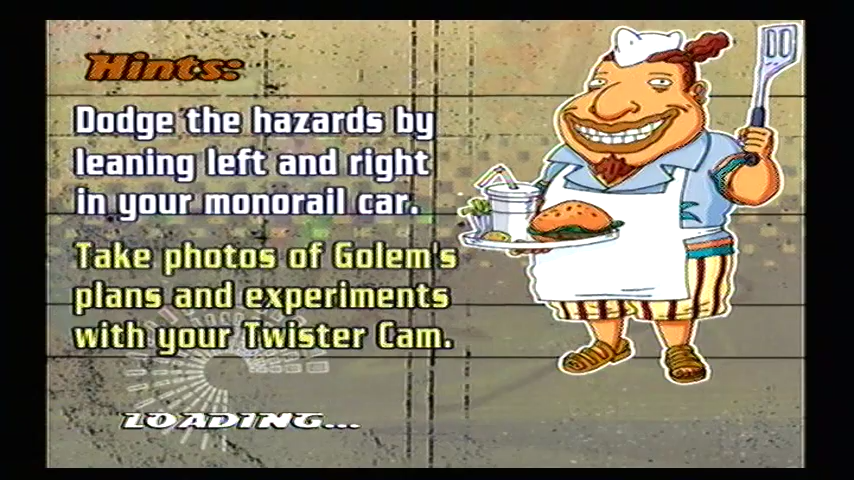 Hints:
Dodge the hazards by
leaning left and right
in your monorail car.
Take photos of Golem's
plans and experiments
with your Twister Cam.
LOADING...